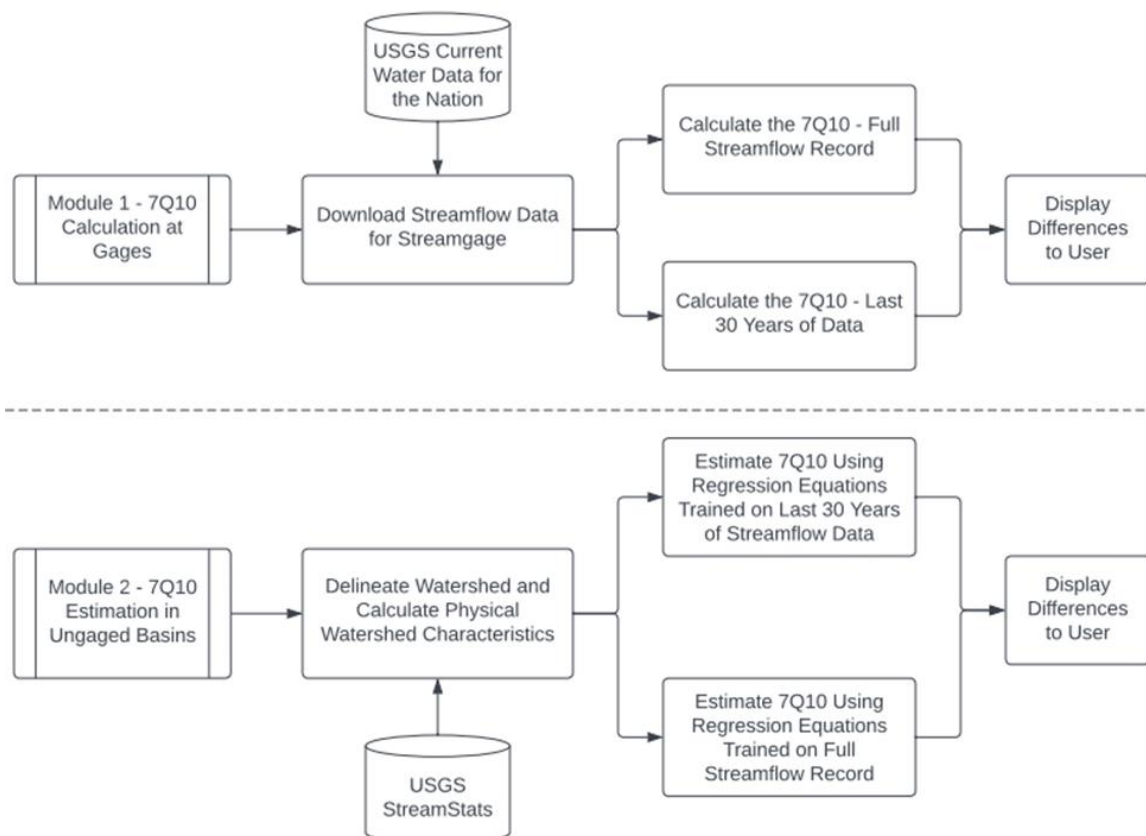 USGS Current
Water Data for
the Nation
Module 1 - 7Q10
Calculation at
Gages
Download Streamflow Data
for Streamgage
Calculate the 7Q10 - Full
Streamflow Record
Calculate the 7Q10 - Last
30 Years of Data
Display
Differences
to User
Module 2 - 7Q10
Estimation in
Ungaged Basins
Delineate Watershed and
Calculate Physical
Watershed Characteristics
USGS
StreamStats
Estimate 7Q10 Using
Regression Equations
Trained on Last 30 Years
of Streamflow Data
Estimate 7Q10 Using
Regression Equations
Trained on Full
Streamflow Record
Display
Differences
to User